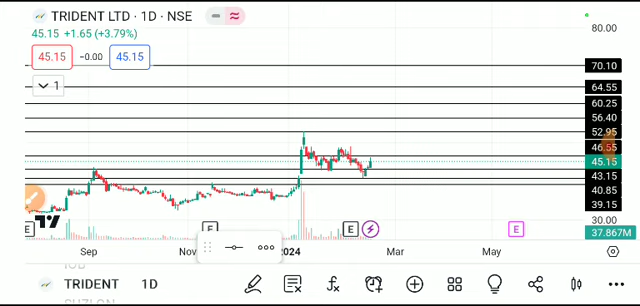 TRIDENT LTD · 1D · NSE
45.15 +1.65 (+3.79%)
45.15 −0.00 45.15
1
80.00
70.10
64.55
60.25
56.40
52.95
46.55
45.15
43.15
40.85
39.15
30.00
37.867M
E E E E
Sep Nov 2024 Mar May
TRIDENT 1D